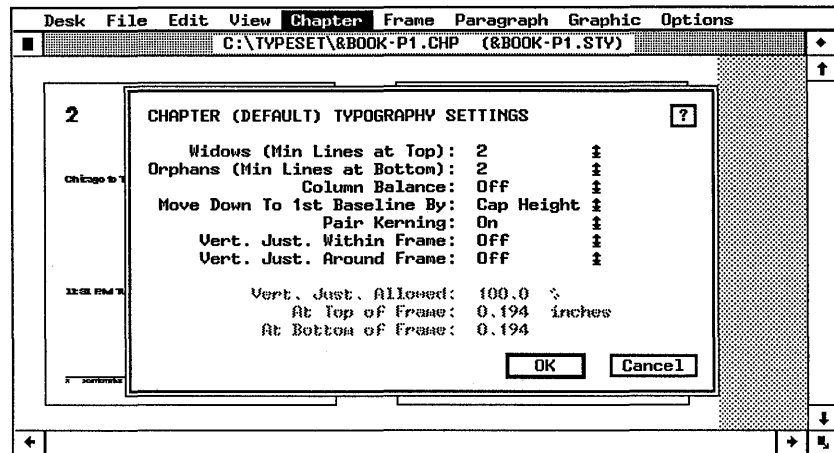 Desk File Edit View Chapter Frame Paragraph Graphic Options
C:\TYPESET\&BOOK-P1.CHP (&BOOK-P1.STY)
2
CHAPTER (DEFAULT) TYPOGRAPHY SETTINGS ?
Widows (Min Lines at Top): 2
Orphans (Min Lines at Bottom): 2
Column Balance: Off
Move Down To 1st Baseline By: Cap Height
Pair Kerning: On
Vert. Just. Within Frame: Off
Vert. Just. Around Frame: Off
Vert. Just. Allowed: 100.0 %
At Top of Frame: 0.194 inches
At Bottom of Frame: 0.194
OK Cancel
Chicago to